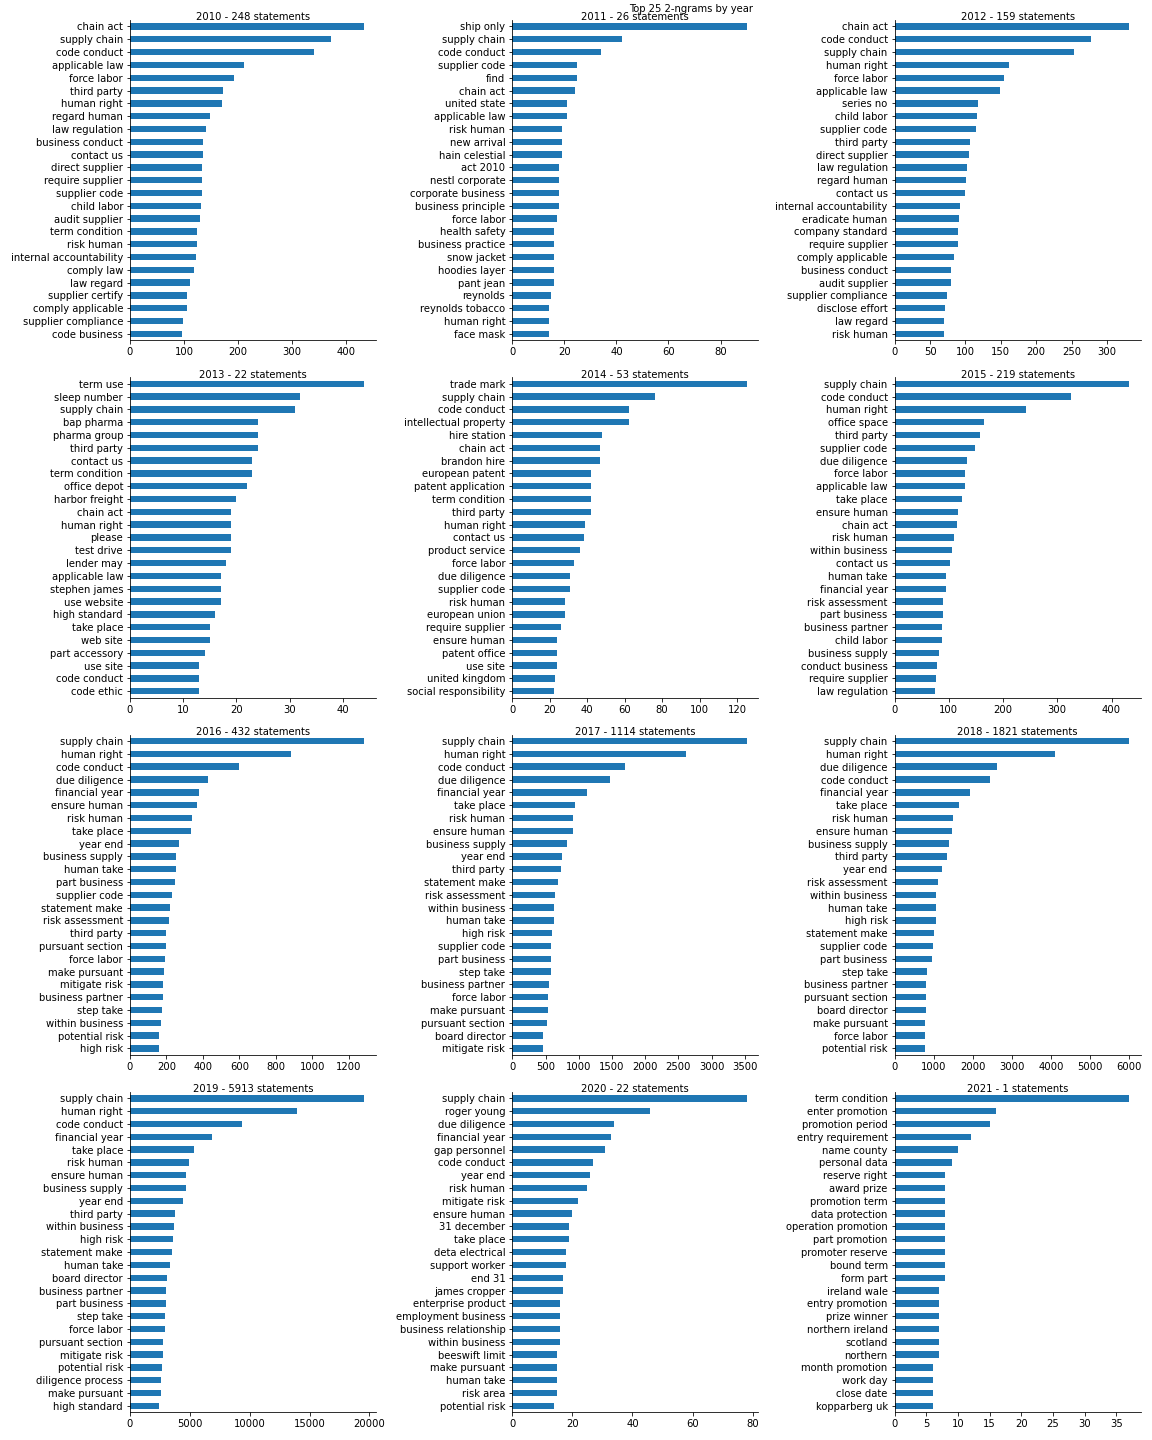 Top 25 2-ngrams by year
2010 - 248 statements
chain act
supply chain
code conduct
applicable law
force labor
third party
human right
regard human
law regulation
business conduct
contact us
direct supplier
require supplier
supplier code
child labor
audit supplier
term condition
risk human
internal accountability
comply law
law regard
supplier certify
comply applicable
supplier compliance
code business
0 100 200 300 400
2011 - 26 statements
ship only
supply chain
code conduct
supplier code
find
chain act
united state
applicable law
risk human
new arrival
hain celestial
act 2010
nestl corporate
corporate business
business principle
force labor
health safety
business practice
snow jacket
hoodies layer
pant jean
reynolds
reynolds tobacco
human right
face mask
0 20 40 60 80
2012 - 159 statements
chain act
code conduct
supply chain
human right
force labor
applicable law
series no
child labor
supplier code
third party
direct supplier
law regulation
regard human
contact us
internal accountability
eradicate human
company standard
require supplier
comply applicable
business conduct
audit supplier
supplier compliance
disclose effort
law regard
risk human
0 50 100 150 200 250 300
2013 - 22 statements
term use
sleep number
supply chain
bap pharma
pharma group
third party
contact us
term condition
office depot
harbor freight
chain act
human right
please
test drive
lender may
applicable law
stephen james
use website
high standard
take place
web site
part accessory
use site
code conduct
code ethic
0 10 20 30 40
2014 - 53 statements
trade mark
supply chain
code conduct
intellectual property
hire station
chain act
brandon hire
european patent
patent application
term condition
third party
human right
contact us
product service
force labor
due diligence
supplier code
risk human
european union
require supplier
ensure human
patent office
use site
united kingdom
social responsibility
0 20 40 60 80 100 120
2015 - 219 statements
supply chain
code conduct
human right
office space
third party
supplier code
due diligence
force labor
applicable law
take place
ensure human
chain act
risk human
within business
contact us
human take
financial year
risk assessment
part business
business partner
child labor
business supply
conduct business
require supplier
law regulation
0 100 200 300 400
2016 - 432 statements
supply chain
human right
code conduct
due diligence
financial year
ensure human
risk human
take place
year end
business supply
human take
part business
supplier code
statement make
risk assessment
third party
pursuant section
force labor
make pursuant
mitigate risk
business partner
step take
within business
potential risk
high risk
0 200 400 600 800 1000 1200
2017 - 1114 statements
supply chain
human right
code conduct
due diligence
financial year
take place
risk human
ensure human
business supply
year end
third party
statement make
risk assessment
within business
human take
high risk
supplier code
part business
step take
business partner
force labor
make pursuant
pursuant section
board director
mitigate risk
0 500 1000 1500 2000 2500 3000 3500
2018 - 1821 statements
supply chain
human right
due diligence
code conduct
financial year
take place
risk human
ensure human
business supply
third party
year end
risk assessment
within business
human take
high risk
statement make
supplier code
part business
step take
business partner
pursuant section
board director
make pursuant
force labor
potential risk
0 1000 2000 3000 4000 5000 6000
2019 - 5913 statements
supply chain
human right
code conduct
financial year
take place
risk human
ensure human
business supply
year end
third party
within business
high risk
statement make
human take
board director
business partner
part business
step take
force labor
pursuant section
mitigate risk
potential risk
diligence process
make pursuant
high standard
0 5000 10000 15000 20000
2020 - 22 statements
supply chain
roger young
due diligence
financial year
gap personnel
code conduct
year end
risk human
mitigate risk
ensure human
31 december
take place
deta electrical
support worker
end 31
james cropper
enterprise product
employment business
business relationship
within business
beeswift limit
make pursuant
human take
risk area
potential risk
0 20 40 60 80
2021 - 1 statements
term condition
enter promotion
promotion period
entry requirement
name county
personal data
reserve right
award prize
promotion term
data protection
operation promotion
part promotion
promoter reserve
bound term
form part
ireland wale
entry promotion
prize winner
northern ireland
scotland
northern
month promotion
work day
close date
kopparberg uk
0 5 10 15 20 25 30 35